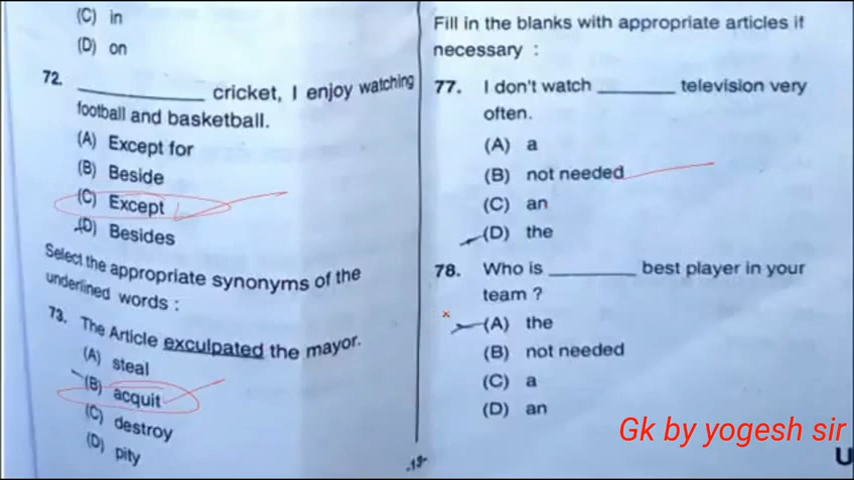 (C) in
(D) on
72. ________ cricket, I enjoy watching
football and basketball.
(A) Except for
(B) Beside
(C) Except
(D) Besides
Select the appropriate synonyms of the
underlined words :
73. The Article exculpated the mayor.
(A) steal
(B) acquit
(C) destroy
(D) pity
Fill in the blanks with appropriate articles if
necessary :
77. I don't watch ________ television very
often.
(A) a
(B) not needed
(C) an
(D) the
78. Who is ________ best player in your
team ?
(A) the
(B) not needed
(C) a
(D) an
-13-
Gk by yogesh sir
U